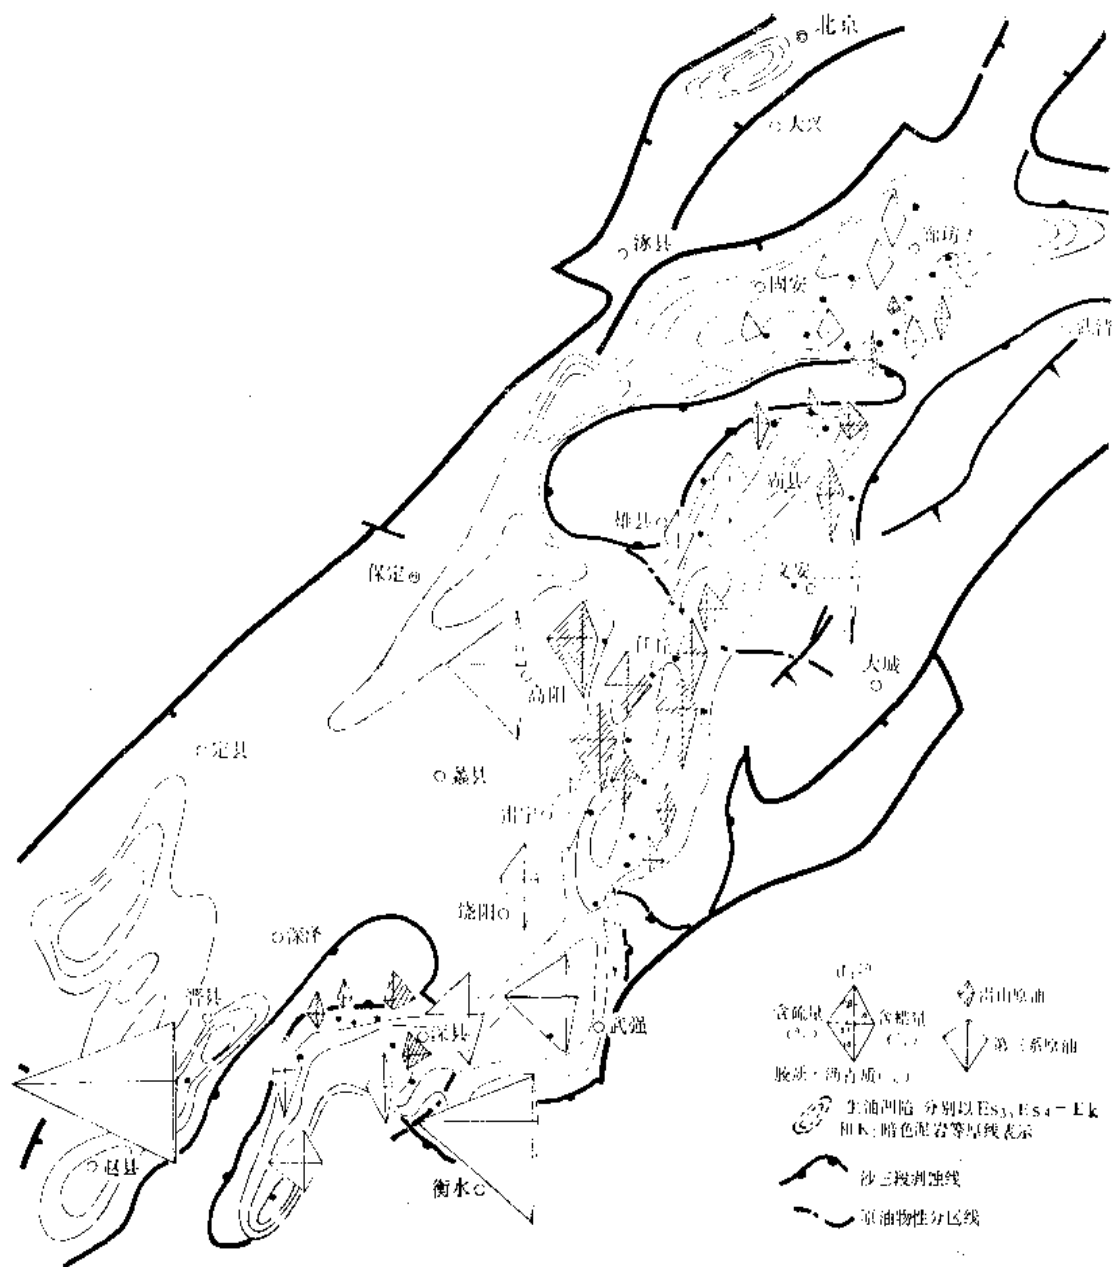 北京
大兴
涿县
廊坊
固安
霸县
雄县
保定
文安
任丘
高阳
大城
定县
蠡县
肃宁
饶阳
深泽
晋县
武强
深县
赵县
衡水
含硫量
含蜡量
潜山原油
第三系原油
胶质+沥青质
生油凹陷 分别以Es₃, Es₄-Ek
和K 暗色泥岩等厚线表示
沙三段剥蚀线
原油物性分区线